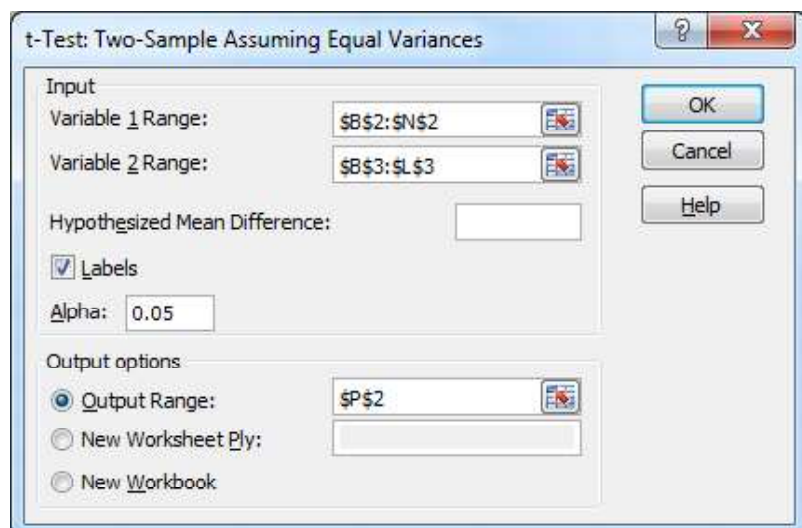 t-Test: Two-Sample Assuming Equal Variances
Input
Variable 1 Range: $B$2:$N$2
Variable 2 Range: $B$3:$L$3
Hypothesized Mean Difference:
Labels
Alpha: 0.05
OK
Cancel
Help
Output options
Output Range: $P$2
New Worksheet Ply:
New Workbook